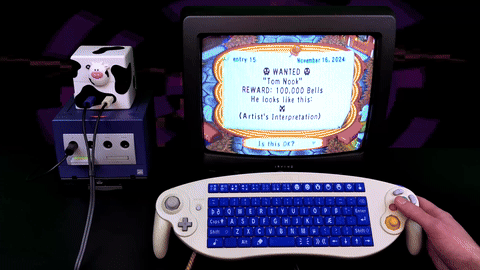 entry 15 November 16, 2024
WANTED
"Tom Nook"
REWARD: 100,000 Bells
He looks like this:
(Artist's Interpretation)
Is this OK?
Q W E R T Y U I O P
A S D F G H J K L Æ
Z X C V B N M